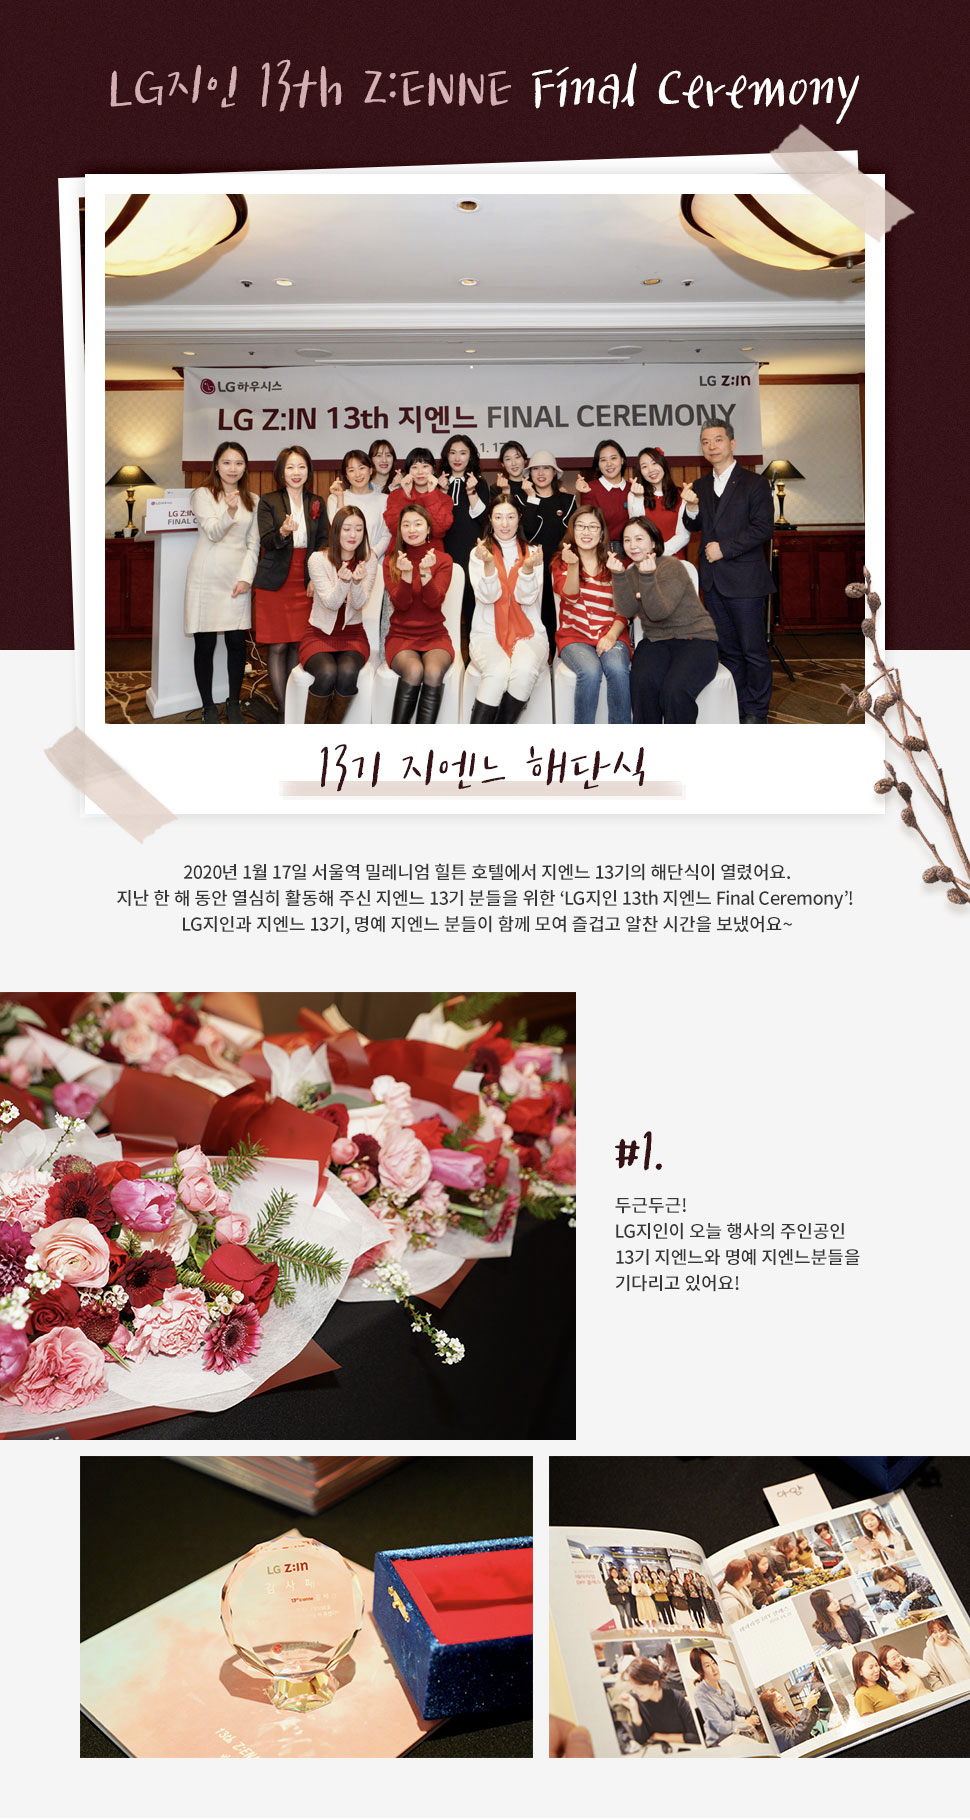 LG지인 13th Z:ENNE Final Ceremony
LG하우시스
LG Z:IN
LG Z:IN 13th 지엔느 FINAL CEREMONY
1. 17
LG Z:IN
FINAL C
13기 지엔느 해단식
2020년 1월 17일 서울역 밀레니엄 힐튼 호텔에서 지엔느 13기의 해단식이 열렸어요.
지난 한 해 동안 열심히 활동해 주신 지엔느 13기 분들을 위한 ‘LG지인 13th 지엔느 Final Ceremony’!
LG지인과 지엔느 13기, 명예 지엔느 분들이 함께 모여 즐겁고 알찬 시간을 보냈어요~
#1.
두근두근!
LG지인이 오늘 행사의 주인공인
13기 지엔느와 명예 지엔느분들을
기다리고 있어요!
LG Z:IN
감 사 패
13th